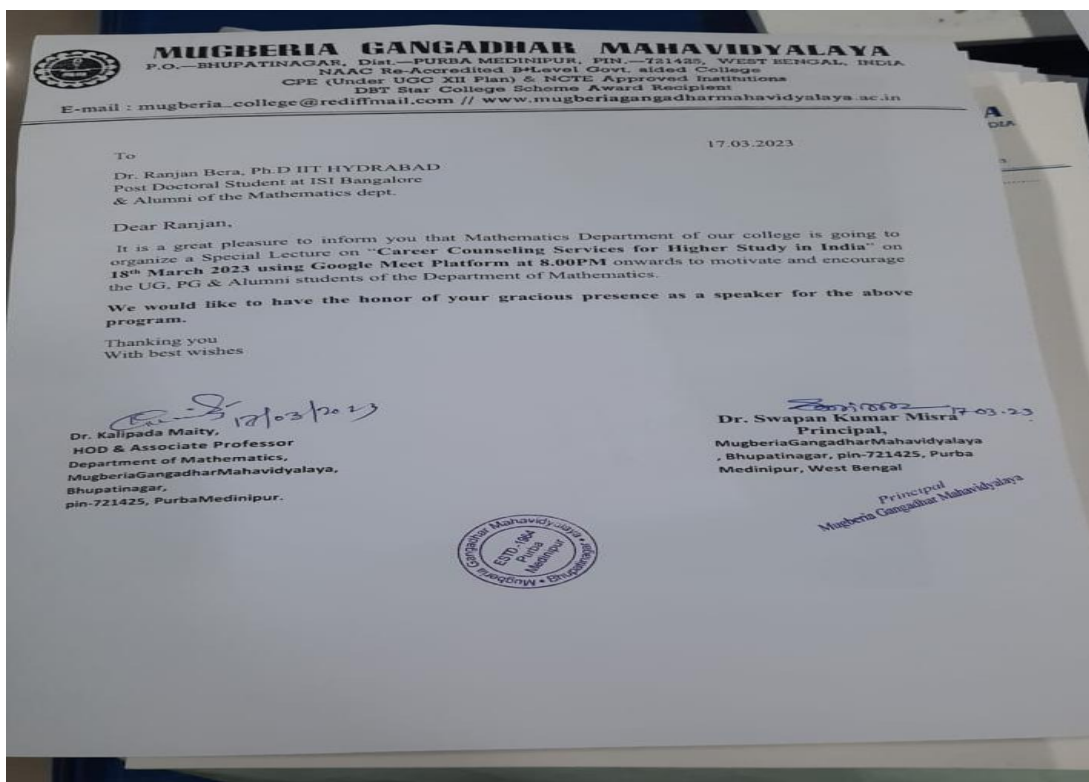 MUGBERIA GANGADHAR MAHAVIDYALAYA
P.O.—BHUPATINAGAR, Dist.—PURBA MEDINIPUR, PIN.—721425, WEST BENGAL, INDIA
NAAC Re-Accredited B+Level Govt. aided College
CPE (Under UGC XII Plan) & NCTE Approved Institutions
DBT Star College Scheme Award Recipient
E-mail : mugberia_college@rediffmail.com // www.mugberiagangadharmahavidyalaya.ac.in
17.03.2023
To
Dr. Ranjan Bera, Ph.D IIT HYDRABAD
Post Doctoral Student at ISI Bangalore
& Alumni of the Mathematics dept.
Dear Ranjan,
It is a great pleasure to inform you that Mathematics Department of our college is going to
organize a Special Lecture on "Career Counseling Services for Higher Study in India" on
18th March 2023 using Google Meet Platform at 8.00PM onwards to motivate and encourage
the UG, PG & Alumni students of the Department of Mathematics.
We would like to have the honor of your gracious presence as a speaker for the above
program.
Thanking you
With best wishes
17/03/2023
Dr. Kalipada Maity,
HOD & Associate Professor
Department of Mathematics,
MugberiaGangadharMahavidyalaya,
Bhupatinagar,
pin-721425, PurbaMedinipur.
17-03-23
Dr. Swapan Kumar Misra
Principal,
MugberiaGangadharMahavidyalaya
, Bhupatinagar, pin-721425, Purba
Medinipur, West Bengal
Principal
Mugberia Gangadhar Mahavidyalaya
Mugberia Gangadhar Mahavidyalaya • Bhupatinagar •
ESTD.-1964
Purba
Medinipur
A
DIA